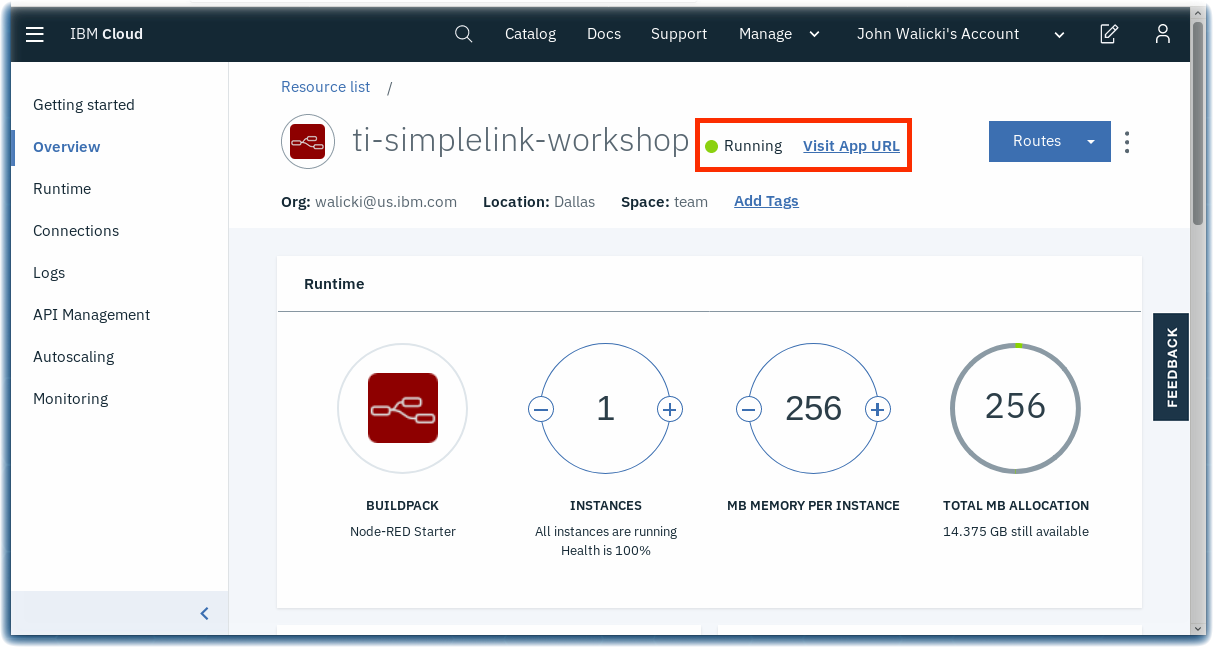 IBM Cloud
Catalog
Docs
Support
Manage
John Walicki's Account
Getting started
Overview
Runtime
Connections
Logs
API Management
Autoscaling
Monitoring
Resource list /
ti-simplelink-workshop
Running
Visit App URL
Routes
Org: walicki@us.ibm.com
Location: Dallas
Space: team
Add Tags
Runtime
1
256
256
BUILDPACK
Node-RED Starter
INSTANCES
All instances are running
Health is 100%
MB MEMORY PER INSTANCE
TOTAL MB ALLOCATION
14.375 GB still available
FEEDBACK